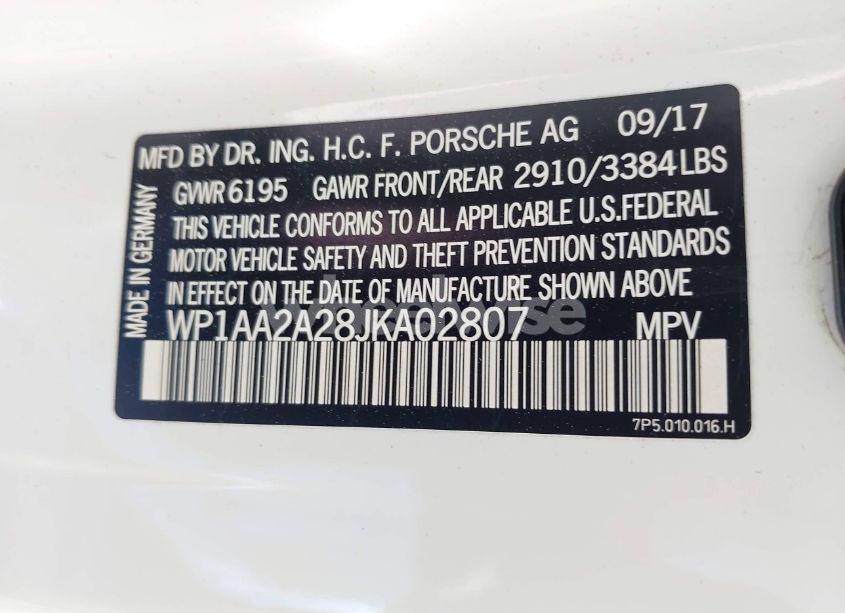 MFD BY DR. ING. H.C. F. PORSCHE AG 09/17
GVWR 6195 GAWR FRONT/REAR 2910/3384 LBS
THIS VEHICLE CONFORMS TO ALL APPLICABLE U.S.FEDERAL
MOTOR VEHICLE SAFETY AND THEFT PREVENTION STANDARDS
IN EFFECT ON THE DATE OF MANUFACTURE SHOWN ABOVE
WP1AA2A28JKA02807 MPV
7P5.010.016.H
MADE IN GERMANY